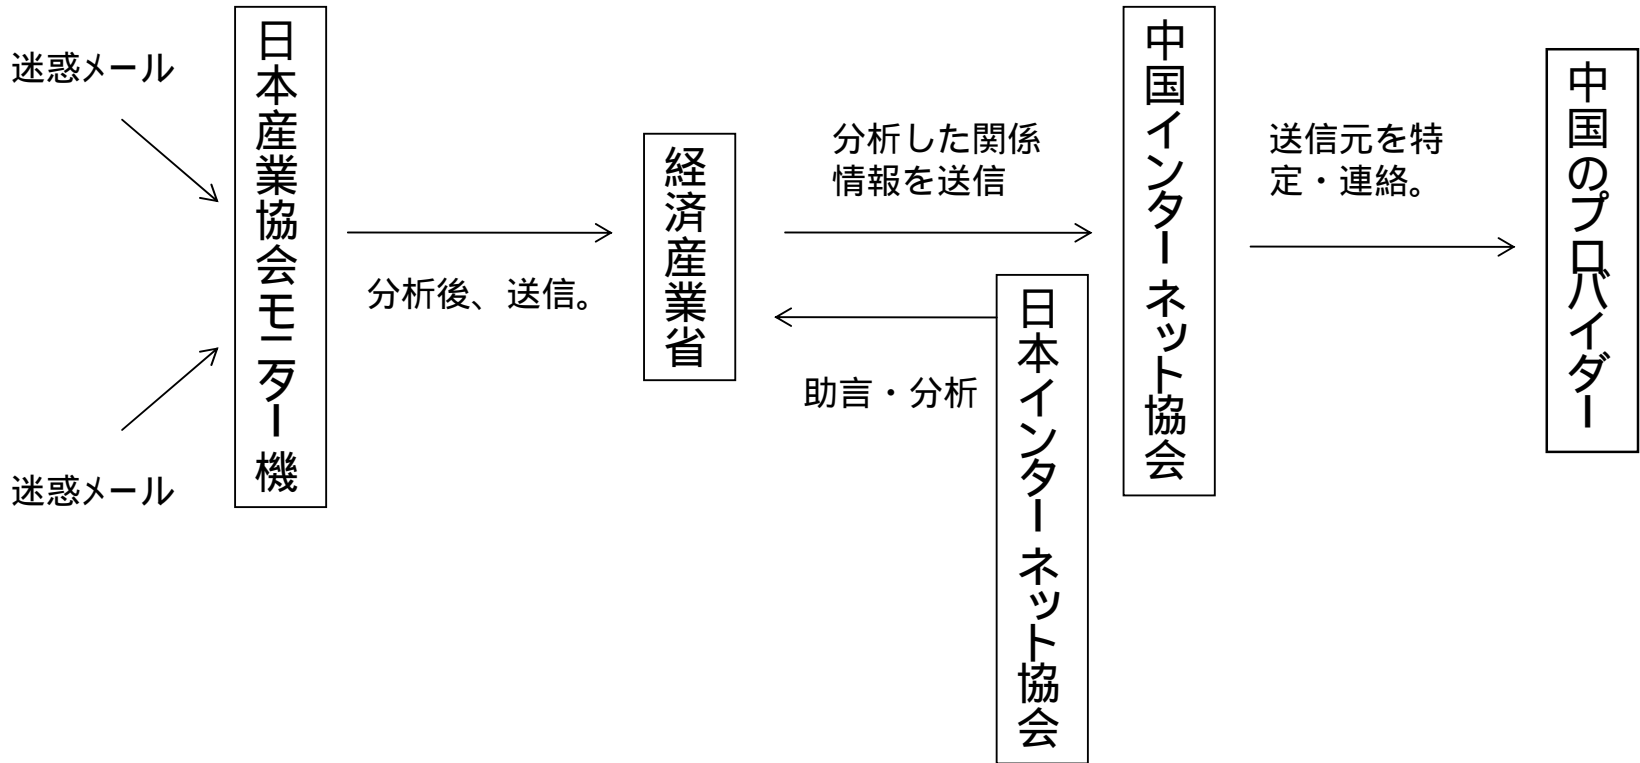 迷惑メール
迷惑メール
日本産業協会モニター機
分析後、送信。
経済産業省
分析した関係
情報を送信
助言・分析
日本インターネット協会
中国インターネット協会
送信元を特
定・連絡。
中国のプロバイダー